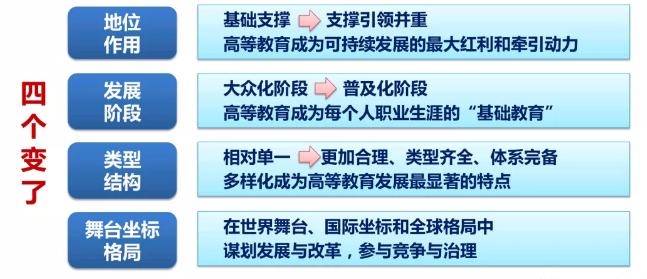 四个变了
地位
作用
基础支撑 支撑引领并重
高等教育成为可持续发展的最大红利和牵引动力
发展
阶段
大众化阶段 普及化阶段
高等教育成为每个人职业生涯的“基础教育”
类型
结构
相对单一 更加合理、类型齐全、体系完备
多样化成为高等教育发展最显著的特点
舞台坐标
格局
在世界舞台、国际坐标和全球格局中
谋划发展与改革，参与竞争与治理